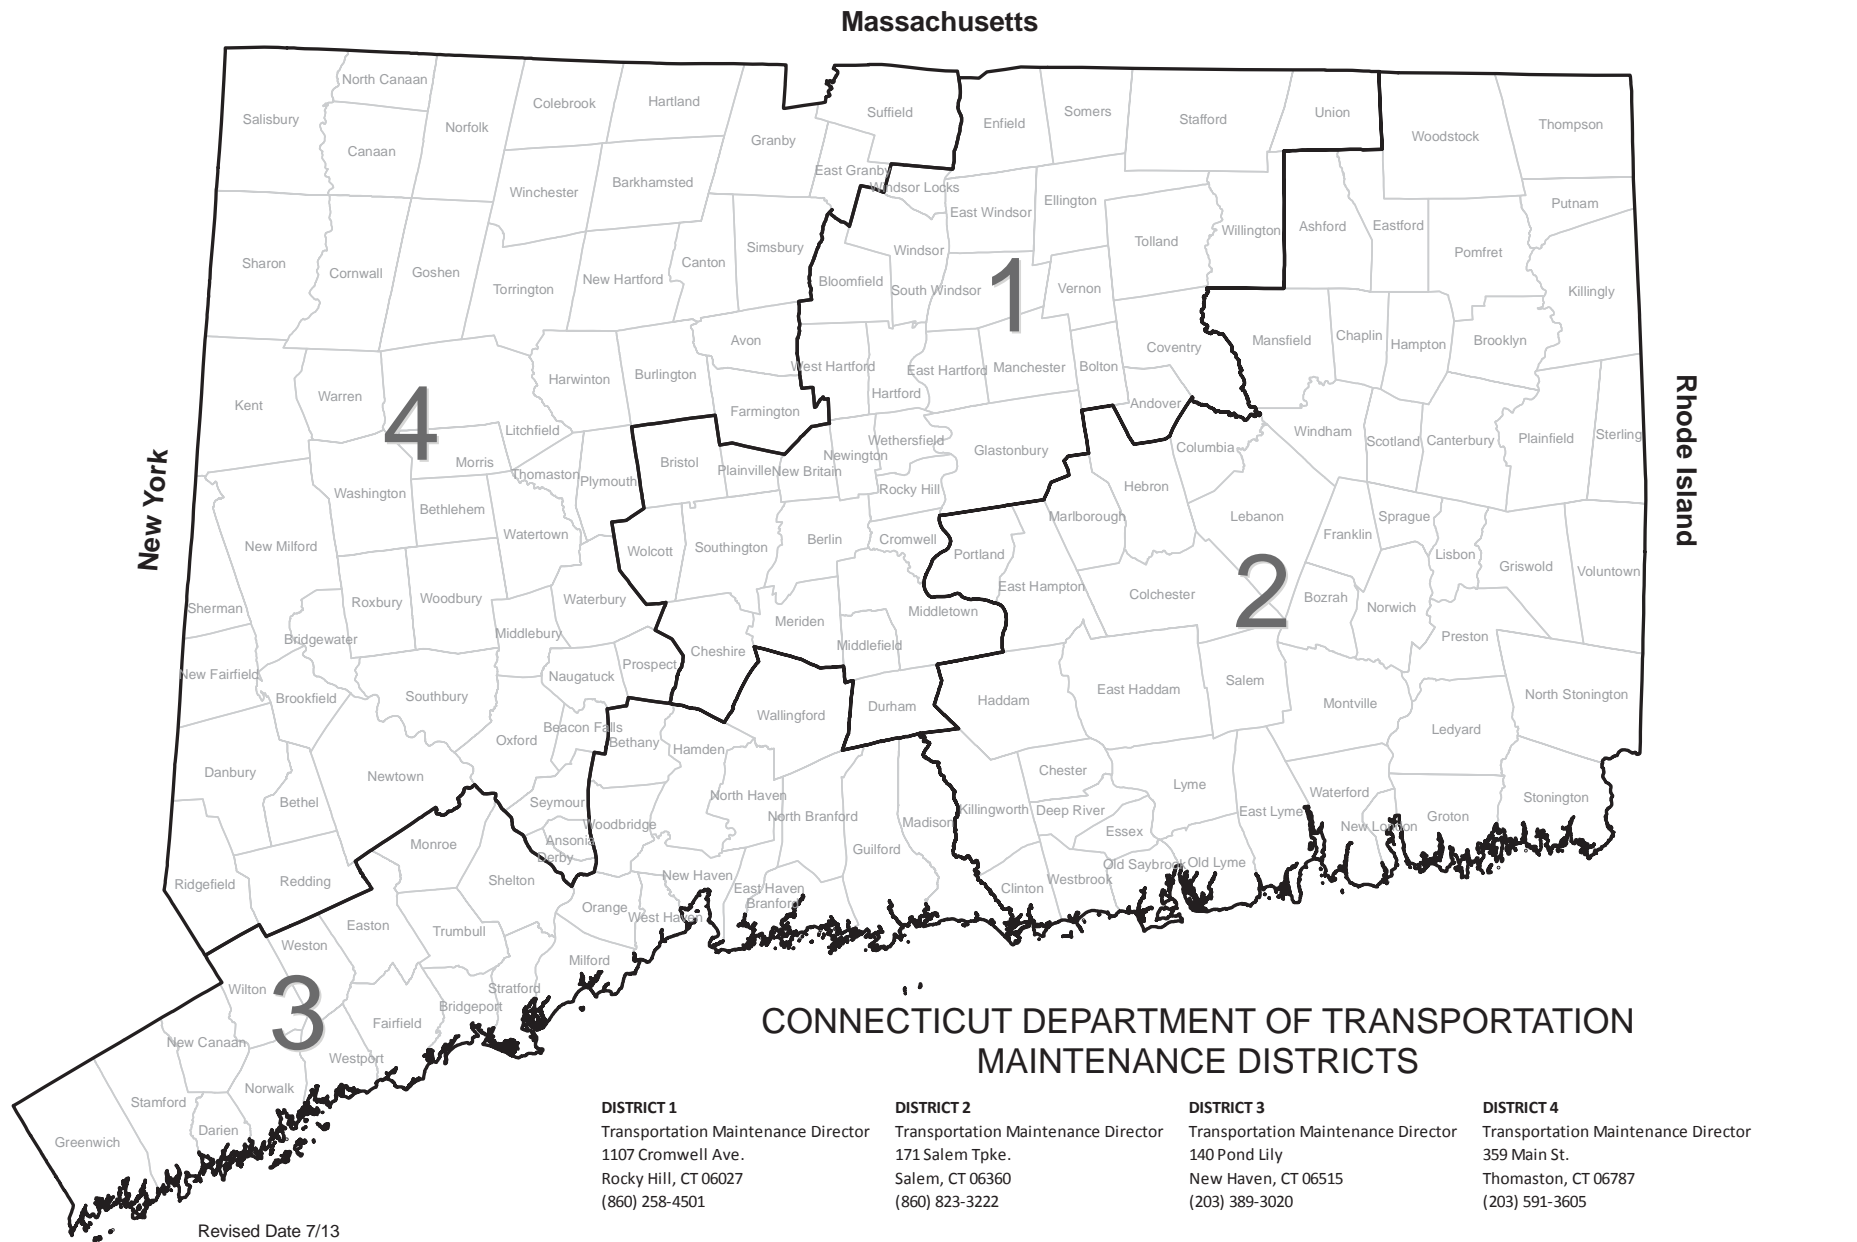 Massachusetts
North Canaan
Salisbury
Canaan
Norfolk
Colebrook
Hartland
Granby
Suffield
Enfield
Somers
Stafford
Union
Woodstock
Thompson
East Granby
Windsor Locks
Winchester
Barkhamsted
East Windsor
Ellington
Putnam
Sharon
Cornwall
Goshen
Torrington
New Hartford
Canton
Simsbury
Bloomfield
Windsor
South Windsor
1
Vernon
Tolland
Willington
Ashford
Eastford
Pomfret
Killingly
Kent
Warren
4
Litchfield
Harwinton
Burlington
Avon
Farmington
West Hartford
Hartford
East Hartford
Manchester
Bolton
Coventry
Andover
Mansfield
Chaplin
Hampton
Brooklyn
New York
Rhode Island
Morris
Thomaston
Plymouth
Bristol
Plainville
New Britain
Newington
Wethersfield
Rocky Hill
Glastonbury
Columbia
Windham
Scotland
Canterbury
Plainfield
Sterling
Washington
Bethlehem
Watertown
New Milford
Wolcott
Southington
Berlin
Cromwell
Portland
Marlborough
Hebron
Lebanon
Franklin
Sprague
Lisbon
Griswold
Voluntown
Sherman
Roxbury
Woodbury
Waterbury
Middlebury
Bridgewater
Meriden
Middletown
Middlefield
East Hampton
Colchester
2
Bozrah
Norwich
Preston
New Fairfield
Brookfield
Southbury
Naugatuck
Prospect
Cheshire
Wallingford
Durham
Haddam
East Haddam
Salem
Montville
Ledyard
North Stonington
Danbury
Bethel
Newtown
Oxford
Beacon Falls
Bethany
Hamden
Seymour
Woodbridge
Ansonia
Derby
North Haven
North Branford
Guilford
Madison
Killingworth
Chester
Deep River
Essex
Lyme
East Lyme
Waterford
New London
Groton
Stonington
Ridgefield
Redding
Monroe
Shelton
Orange
New Haven
West Haven
East Haven
Branford
Clinton
Westbrook
Old Saybrook
Old Lyme
Easton
Trumbull
Weston
Wilton
3
Milford
Stratford
Bridgeport
Fairfield
Westport
New Canaan
Norwalk
Stamford
Darien
Greenwich
CONNECTICUT DEPARTMENT OF TRANSPORTATION
MAINTENANCE DISTRICTS
DISTRICT 1
Transportation Maintenance Director
1107 Cromwell Ave.
Rocky Hill, CT 06027
(860) 258-4501
DISTRICT 2
Transportation Maintenance Director
171 Salem Tpke.
Salem, CT 06360
(860) 823-3222
DISTRICT 3
Transportation Maintenance Director
140 Pond Lily
New Haven, CT 06515
(203) 389-3020
DISTRICT 4
Transportation Maintenance Director
359 Main St.
Thomaston, CT 06787
(203) 591-3605
Revised Date 7/13